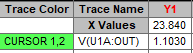 Trace Color Trace Name Y1
X Values 23.840
CURSOR 1,2 V(U1A:OUT) 1.1030